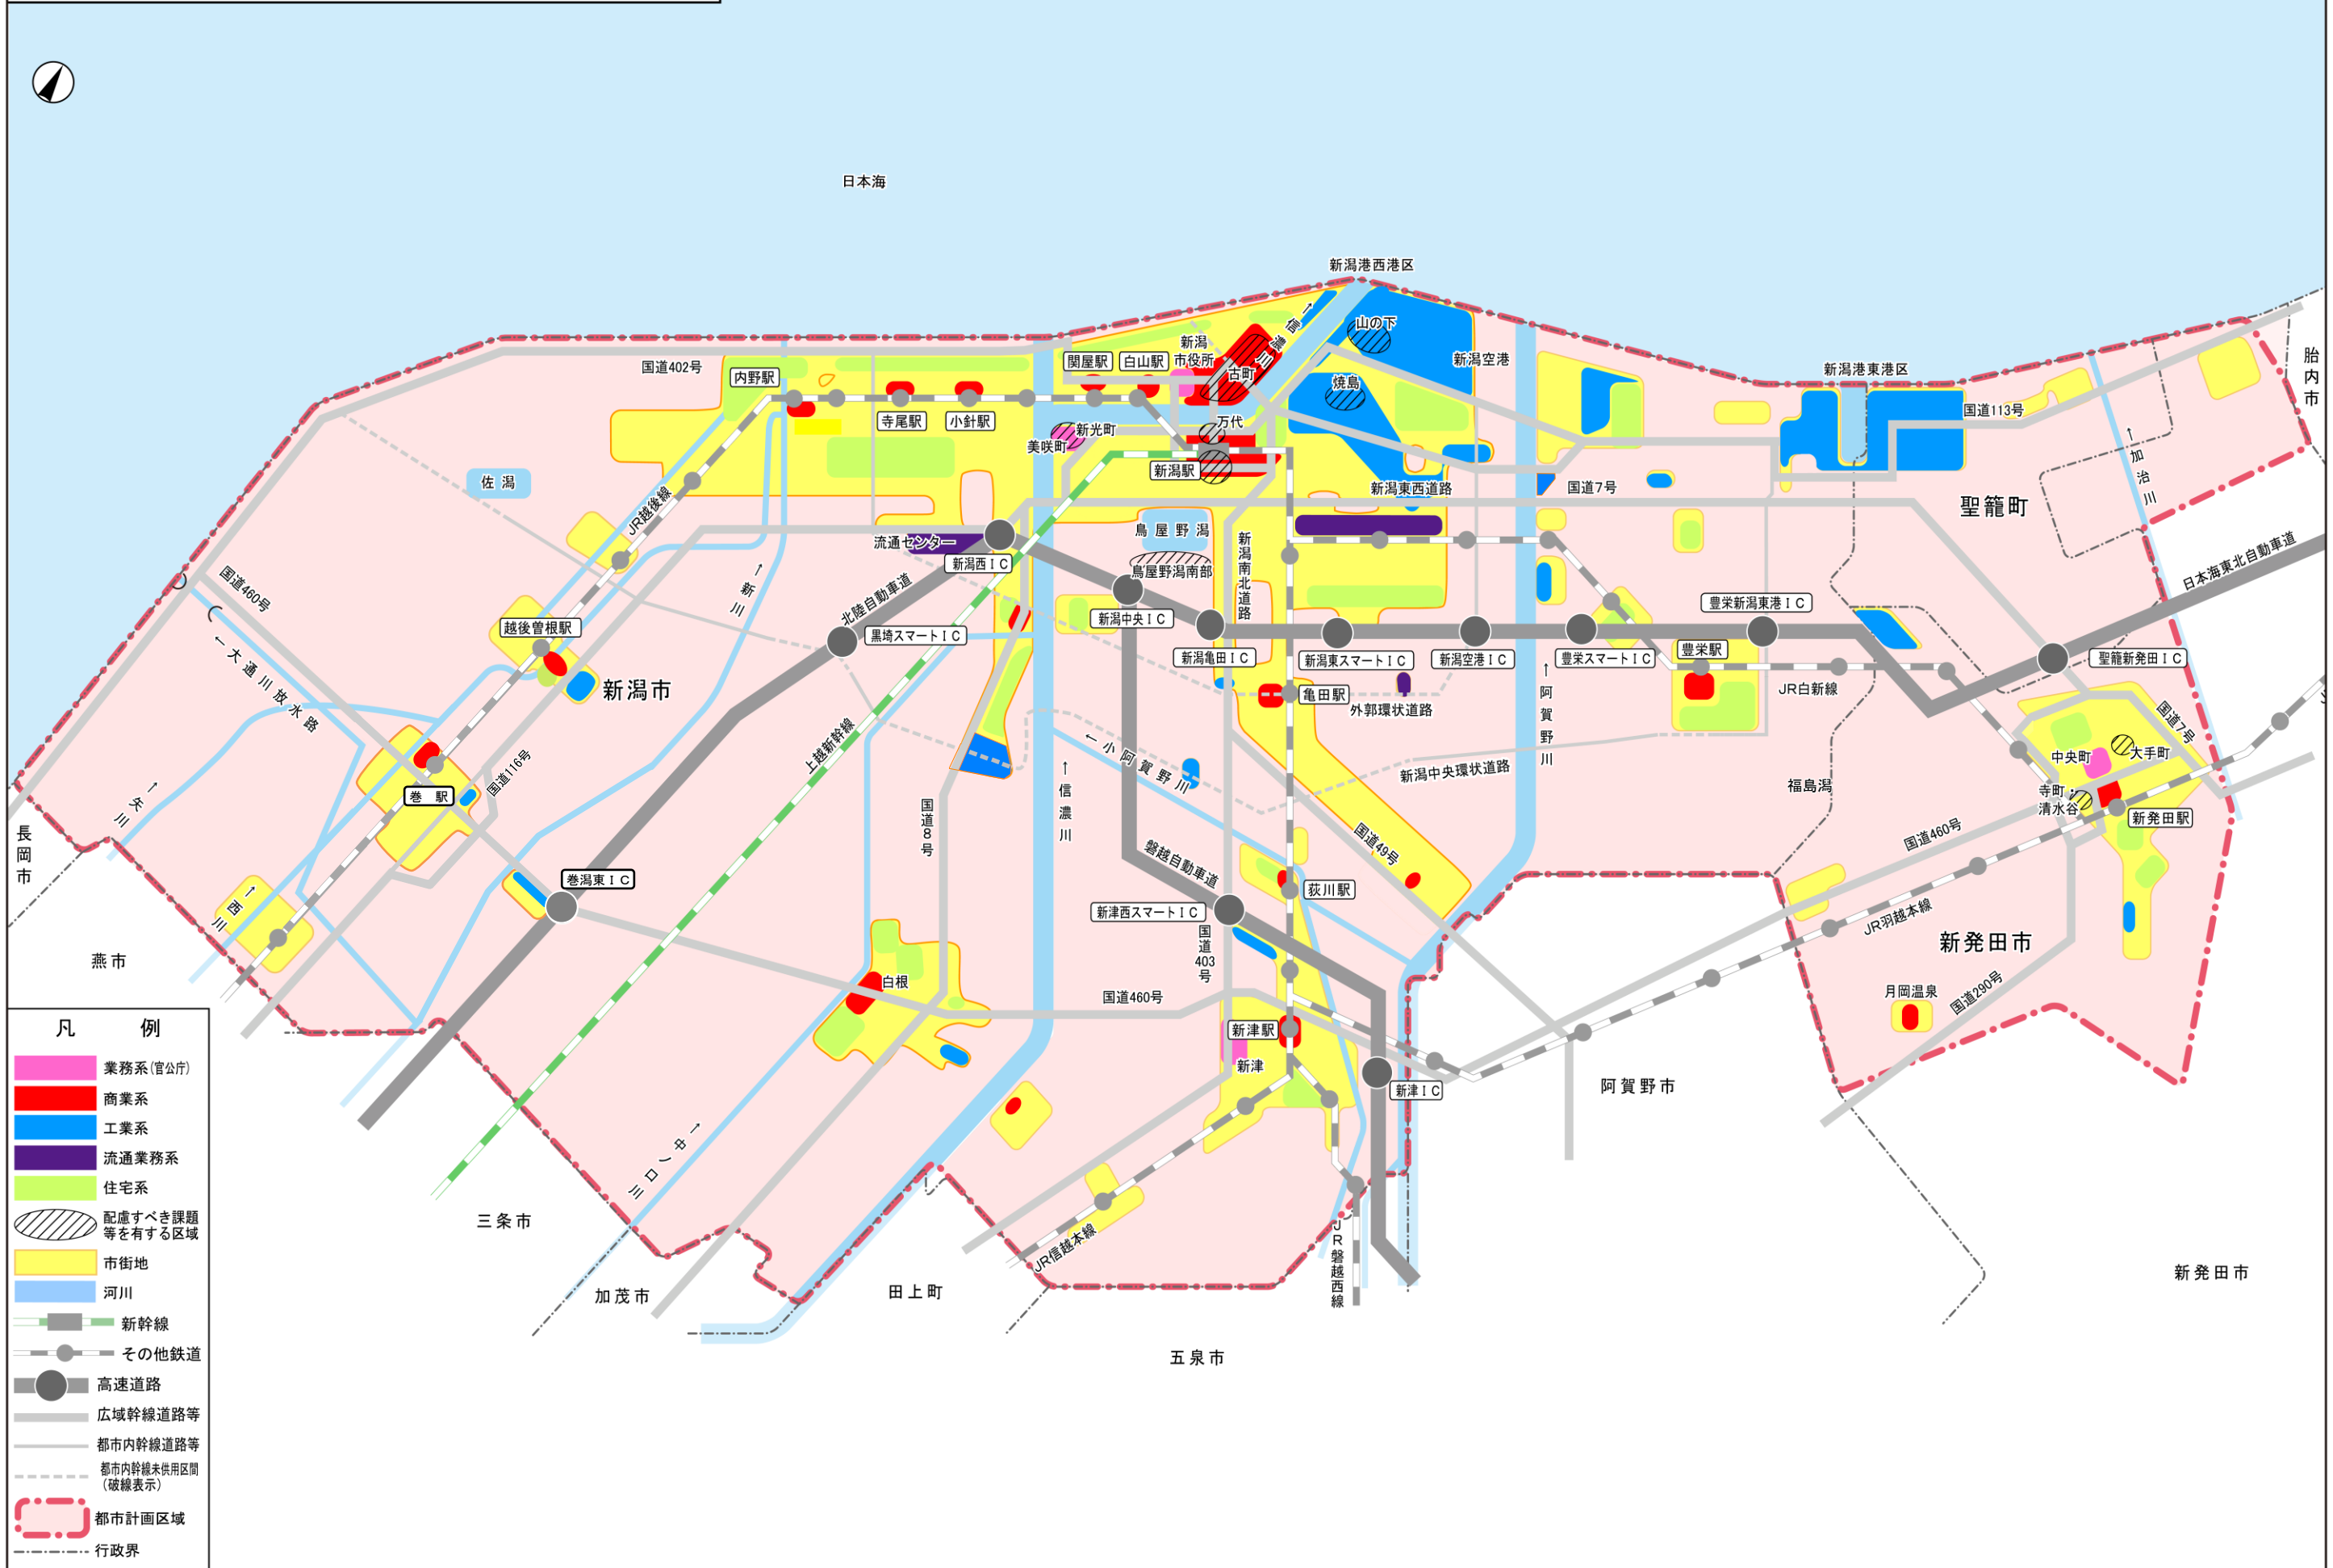 日本海
新潟港西港区
山の下
↑信濃川
新潟
市役所
新潟空港
国道402号
関屋駅
白山駅
古町
新潟港東港区
胎内市
内野駅
焼島
国道113号
寺尾駅
小針駅
万代
新光町
美咲町
←加治川
新潟駅
佐潟
新潟東西道路
国道7号
JR越後線
聖籠町
鳥屋野潟
流通センター
新潟南北道路
新潟西IC
鳥屋野潟南部
日本海東北自動車道
国道460号
↑新川
北陸自動車道
豊栄新潟東港IC
新潟中央IC
越後曽根駅
黒埼スマートIC
←大通川放水路
新潟亀田IC
新潟東スマートIC
新潟空港IC
豊栄スマートIC
豊栄駅
聖籠新発田IC
新潟市
JR白新線
亀田駅
外郭環状道路
↑阿賀野川
国道7号
上越新幹線
←小阿賀野川
中央町
大手町
国道116号
新潟中央環状道路
↑矢川
巻 駅
福島潟
寺町・
清水谷
国道8号
↑信濃川
新発田駅
長岡市
国道49号
国道460号
磐越自動車道
巻潟東IC
荻川駅
↑西川
新津西スマートIC
JR羽越本線
国道403号
新発田市
燕市
白根
月岡温泉
国道460号
国道290号
新津駅
新津
阿賀野市
新津IC
↑中ノ口川
三条市
JR信越本線
JR磐越西線
新発田市
加茂市
田上町
五泉市
凡 例
業務系(官公庁)
商業系
工業系
流通業務系
住宅系
配慮すべき課題
等を有する区域
市街地
河川
新幹線
その他鉄道
高速道路
広域幹線道路等
都市内幹線道路等
都市内幹線未供用区間
(破線表示)
都市計画区域
行政界